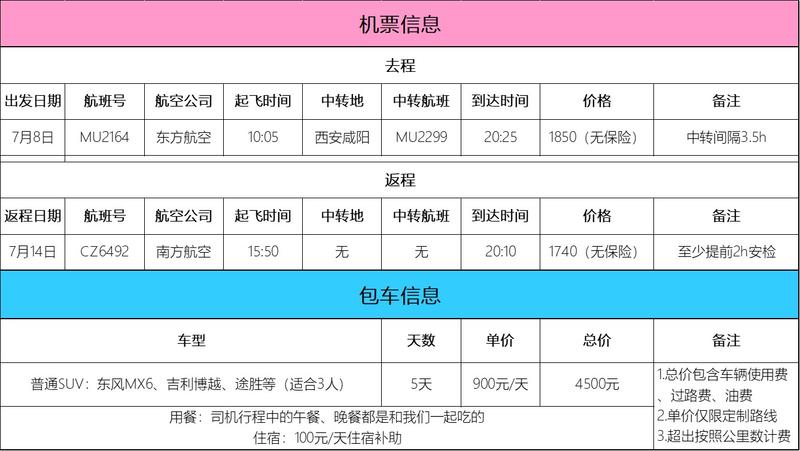 机票信息
去程
出发日期 航班号 航空公司 起飞时间 中转地 中转航班 到达时间 价格 备注
7月8日 MU2164 东方航空 10:05 西安咸阳 MU2299 20:25 1850（无保险） 中转间隔3.5h
返程
返程日期 航班号 航空公司 起飞时间 中转地 中转航班 到达时间 价格 备注
7月14日 CZ6492 南方航空 15:50 无 无 20:10 1740（无保险） 至少提前2h安检
包车信息
车型 天数 单价 总价 备注
普通SUV：东风MX6、吉利博越、途胜等（适合3人） 5天 900元/天 4500元
1.总价包含车辆使用费
、过路费、油费
2.单价仅限定制路线
3.超出按照公里数计费
用餐：司机行程中的午餐、晚餐都是和我们一起吃的
住宿：100元/天住宿补助